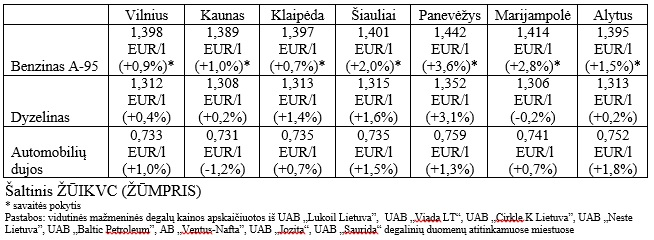 Vilnius Kaunas Klaipėda Šiauliai Panevėžys Marijampolė Alytus
1,398 1,389 1,397 1,401 1,442 1,414 1,395
EUR/l EUR/l EUR/l EUR/l EUR/l EUR/l EUR/l
Benzinas A-95 (+0,9%)* (+1,0%)* (+0,7%)* (+2,0%)* (+3,6%)* (+2,8%)* (+1,5%)*
1,312 1,308 1,313 1,315 1,352 1,306 1,313
EUR/l EUR/l EUR/l EUR/l EUR/l EUR/l EUR/l
Dyzelinas (+0,4%) (+0,2%) (+1,4%) (+1,6%) (+3,1%) (-0,2%) (+0,2%)
0,733 0,731 0,735 0,735 0,759 0,741 0,752
Automobilių EUR/l EUR/l EUR/l EUR/l EUR/l EUR/l EUR/l
dujos (+1,0%) (-1,2%) (+0,7%) (+1,5%) (+1,3%) (+0,7%) (+1,8%)
Šaltinis ŽŪIKVC (ŽŪMPRIS)
* savaitės pokytis
Pastabos: vidutinės mažmeninės degalų kainos apskaičiuotos iš UAB „Lukoil Lietuva”, UAB „Viada LT“, UAB „Cirkle K Lietuva”, UAB „Neste
Lietuva”, UAB „Baltic Petroleum”, AB „Ventus-Nafta”, UAB „Jozita”, UAB „Saurida” degalinių duomenų atitinkamuose miestuose